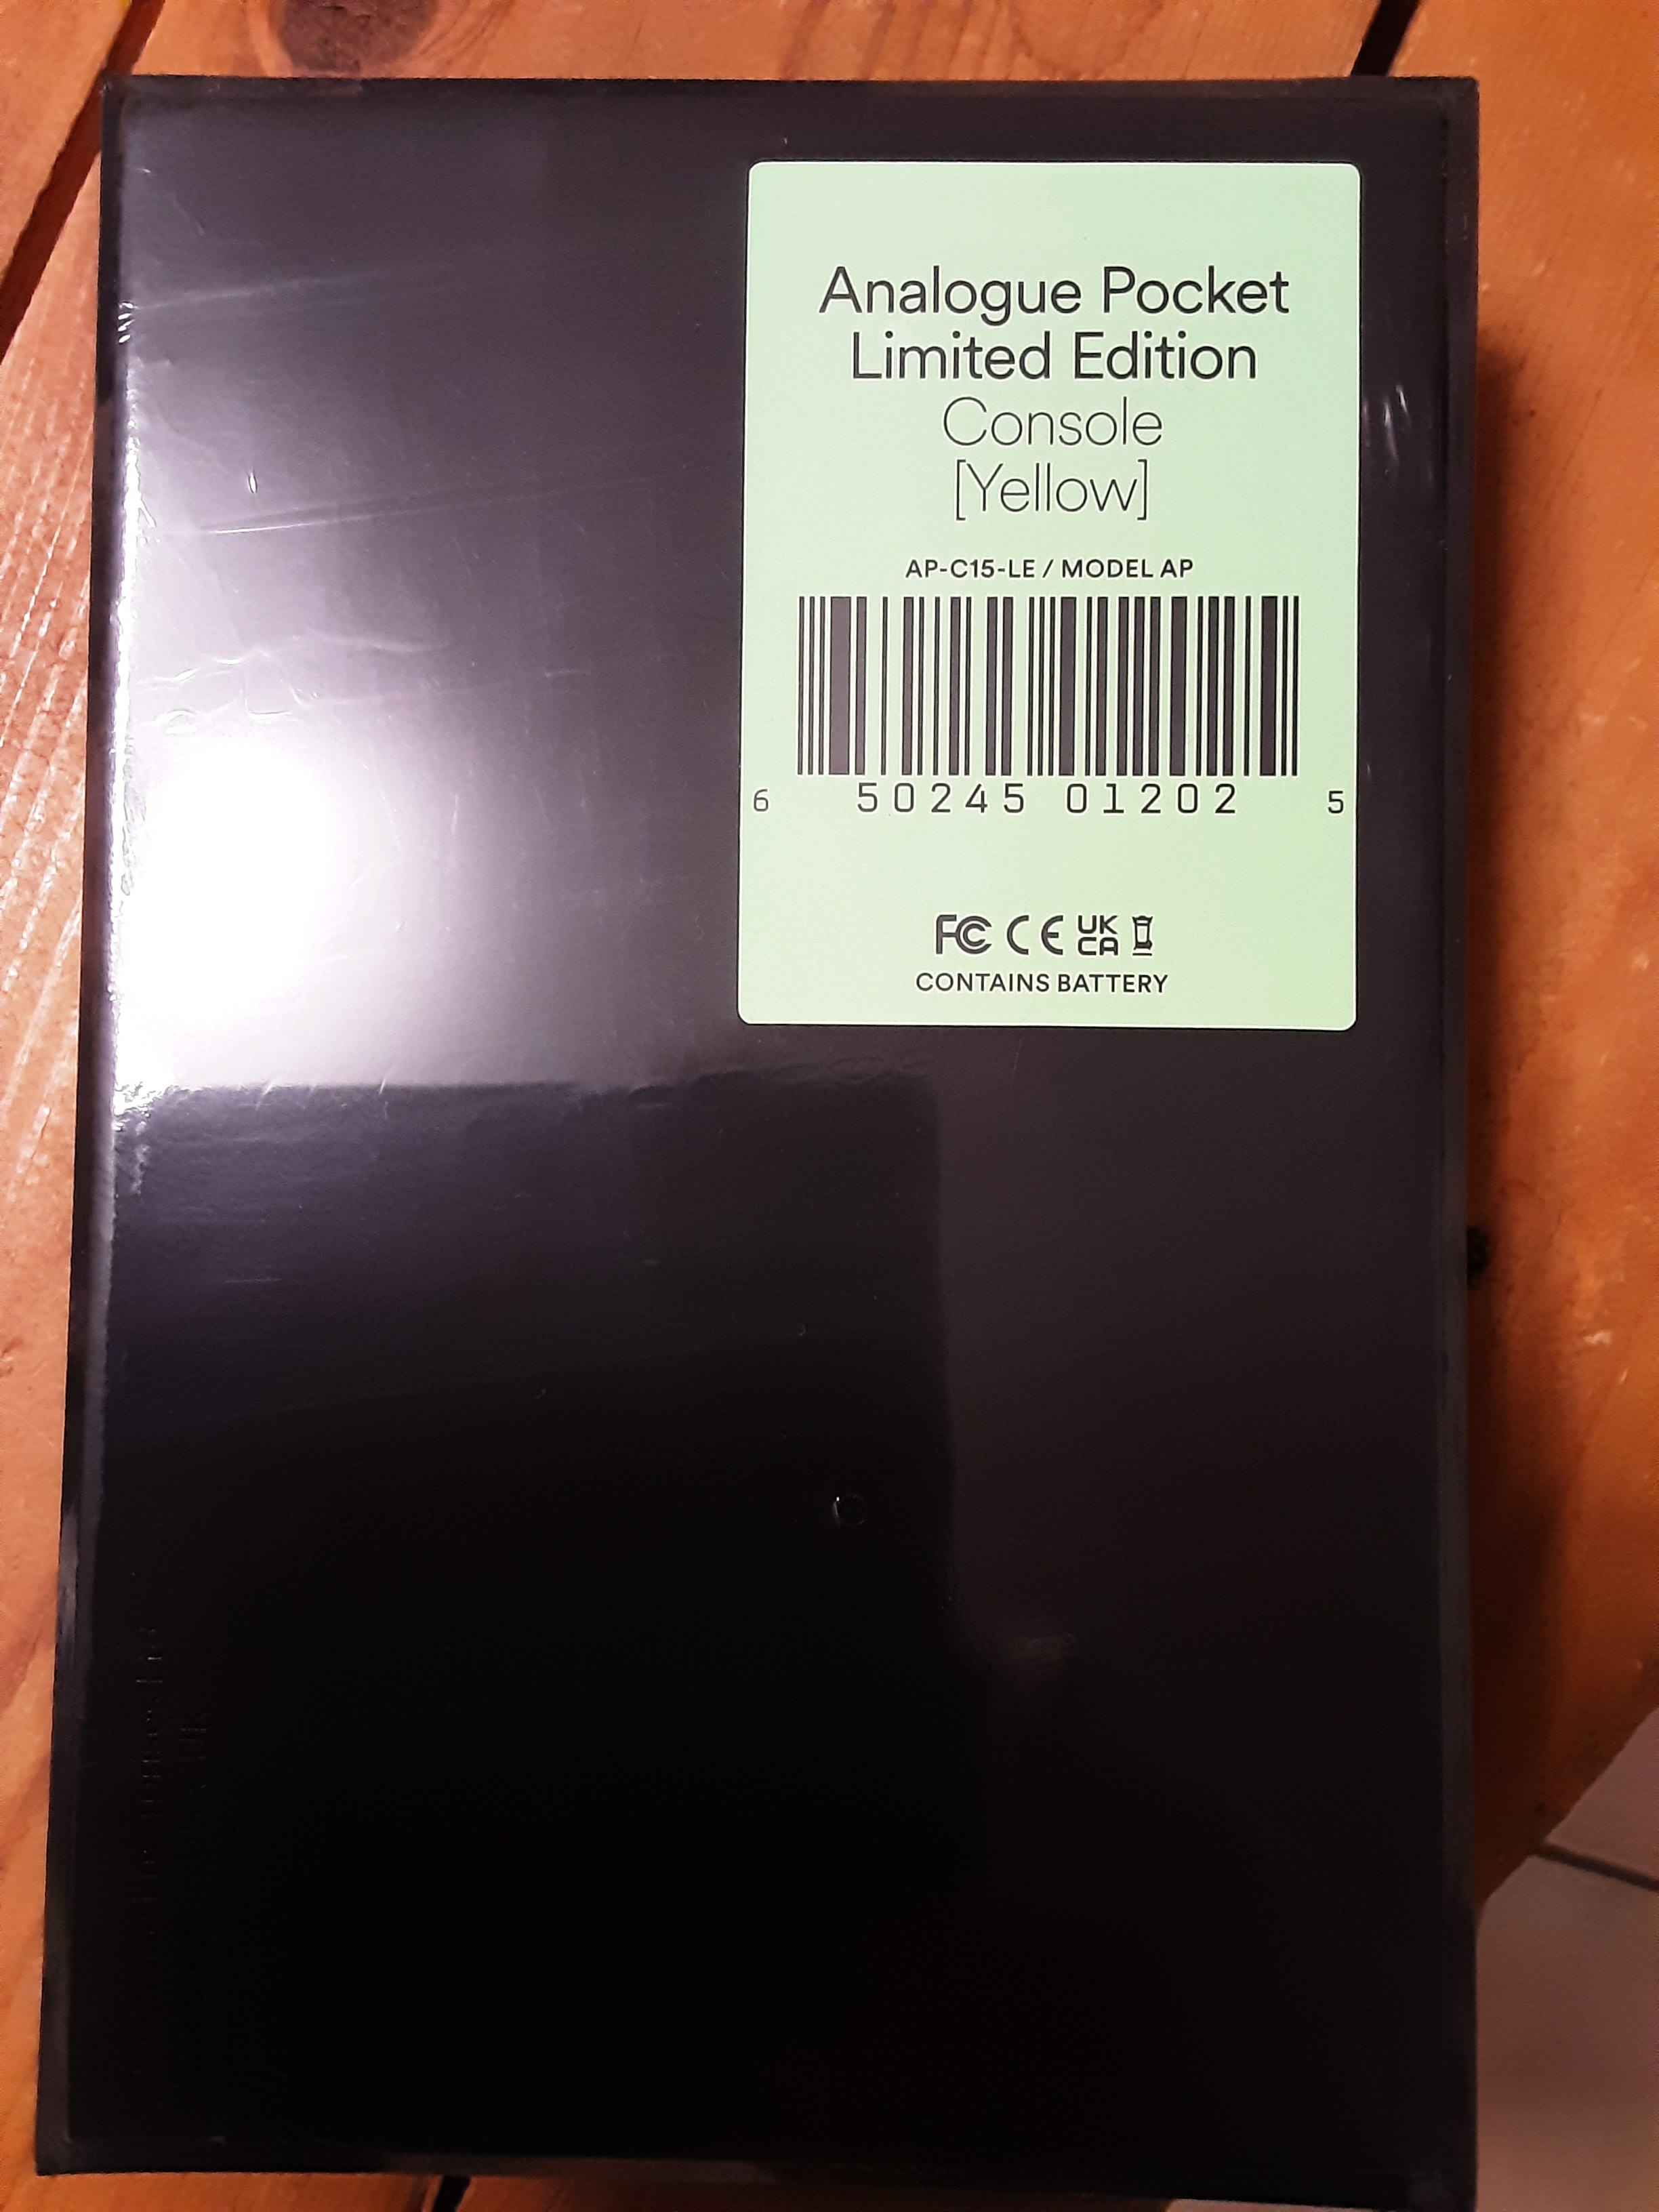 Analogue Pocket
Limited Edition
Console
[Yellow]
AP-C15-LE / MODEL AP
6 50245 01202 5
FC CE UK CA
CONTAINS BATTERY
UK